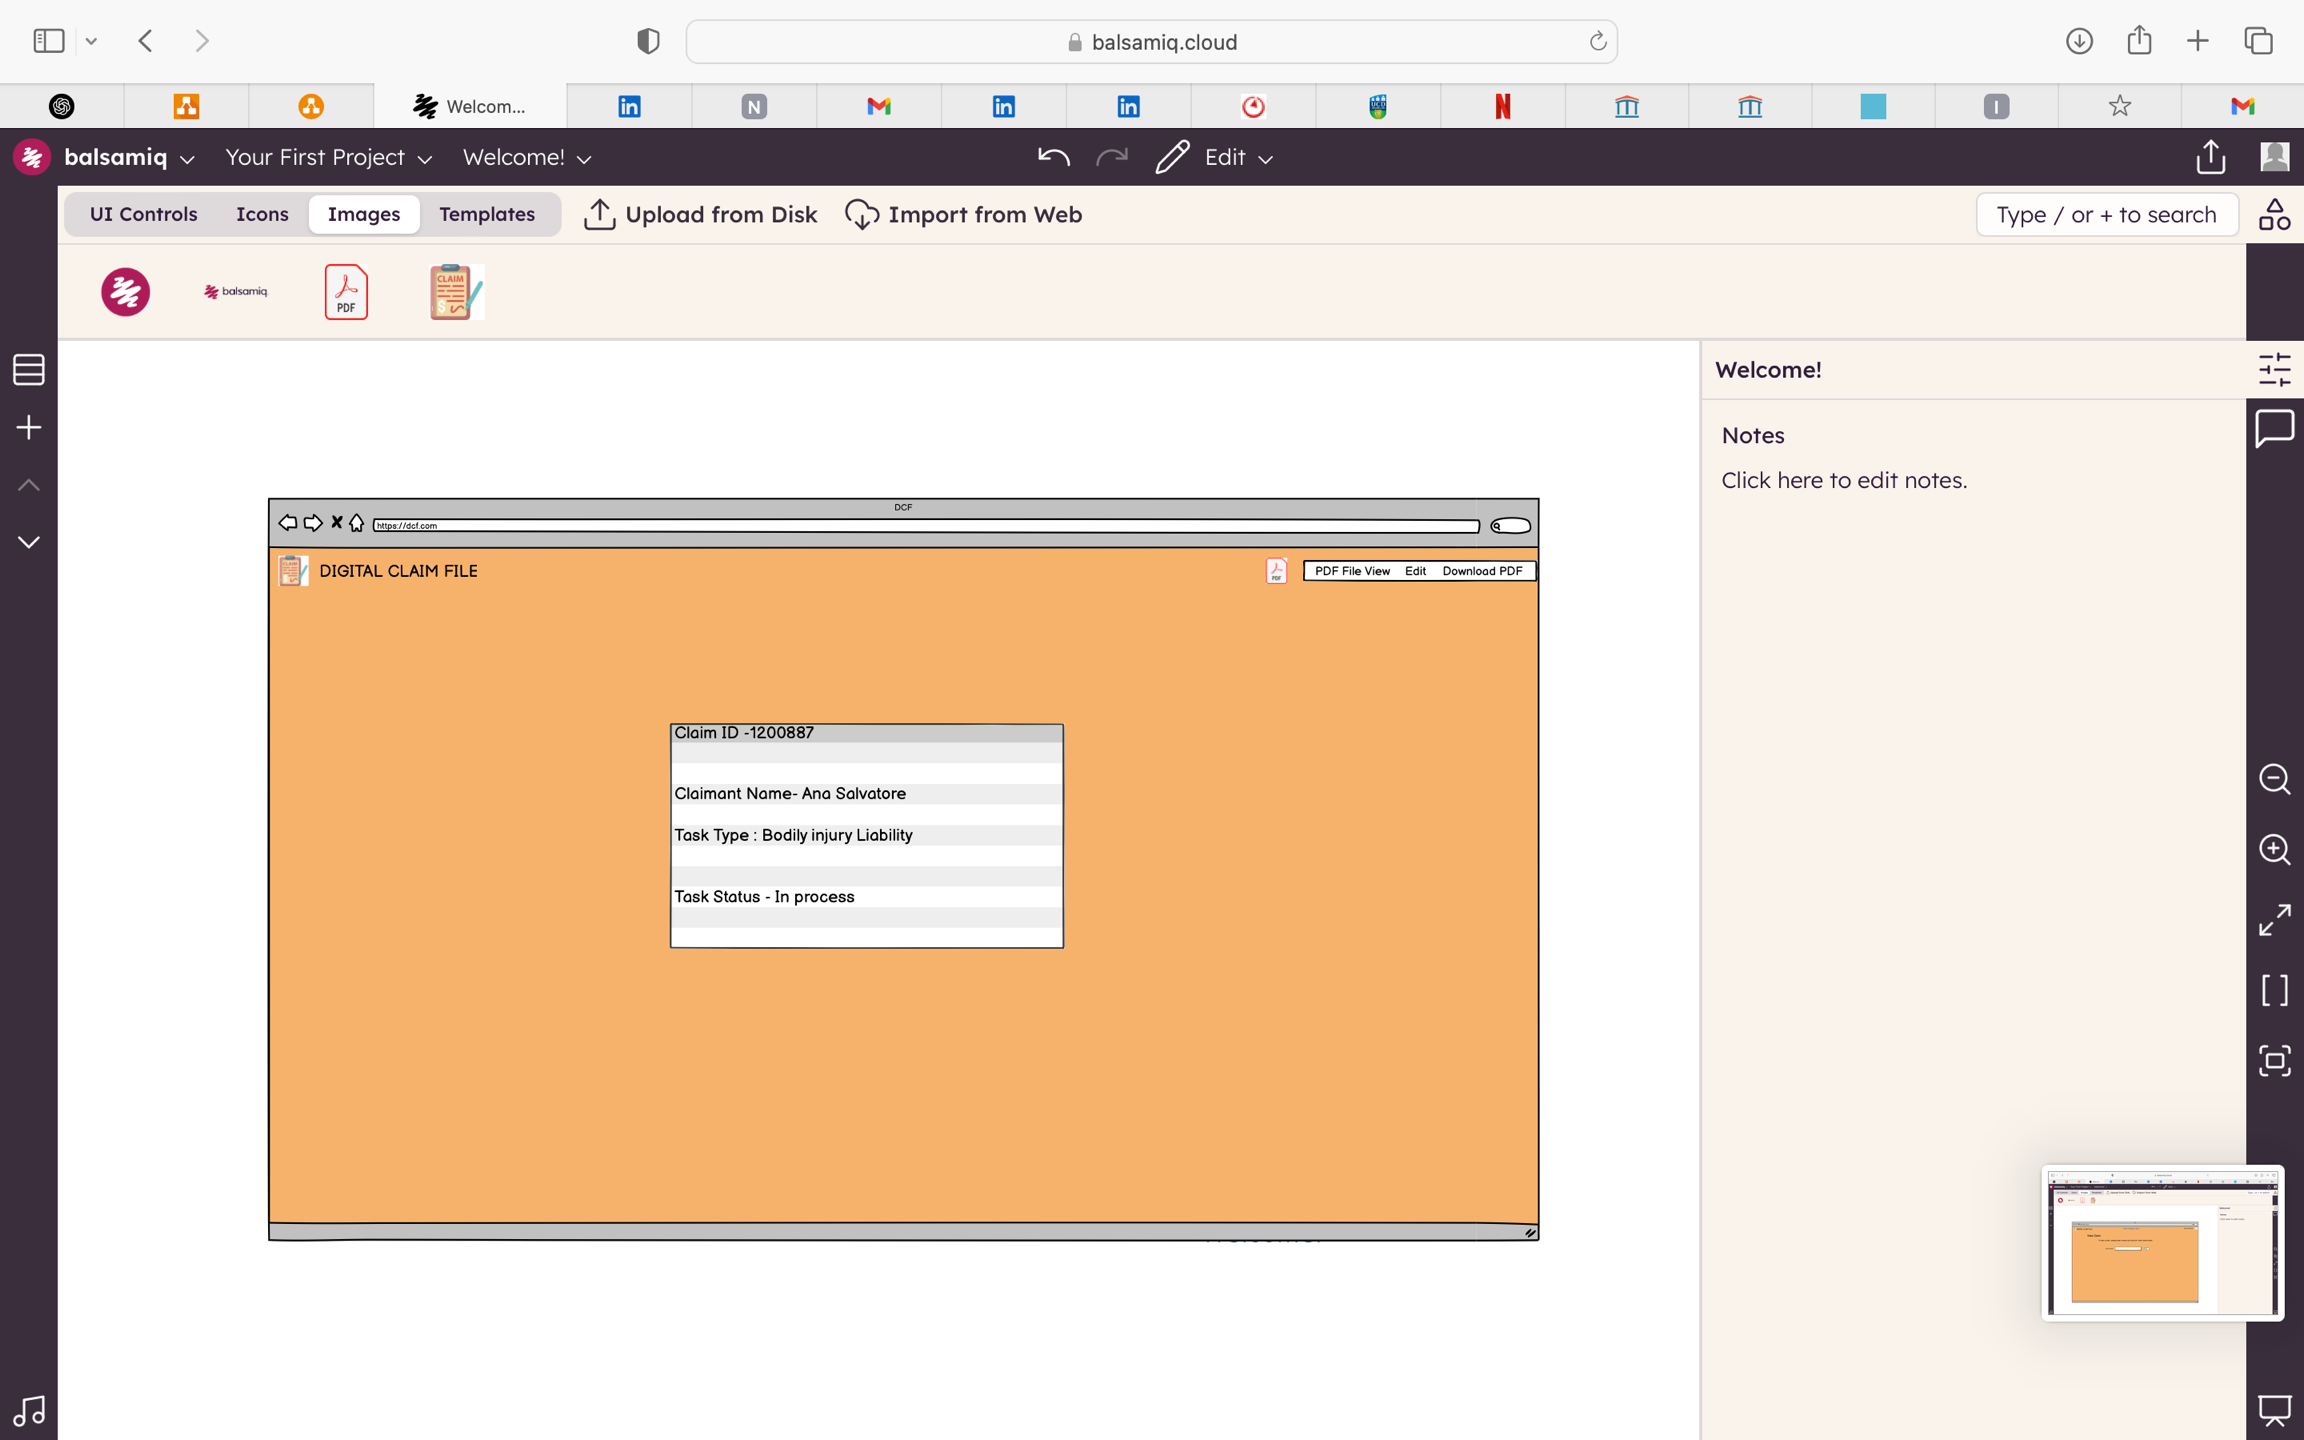 balsamiq.cloud
Welcom...
N
N
I
balsamiq
Your First Project
Welcome!
Edit
UI Controls
Icons
Images
Templates
Upload from Disk
Import from Web
Type / or + to search
balsamiq
PDF
CLAIM
Welcome!
Notes
Click here to edit notes.
DCF
https://dcf.com
DIGITAL CLAIM FILE
PDF
PDF File View
Edit
Download PDF
Claim ID -1200887
Claimant Name- Ana Salvatore
Task Type : Bodily injury Liability
Task Status - In process